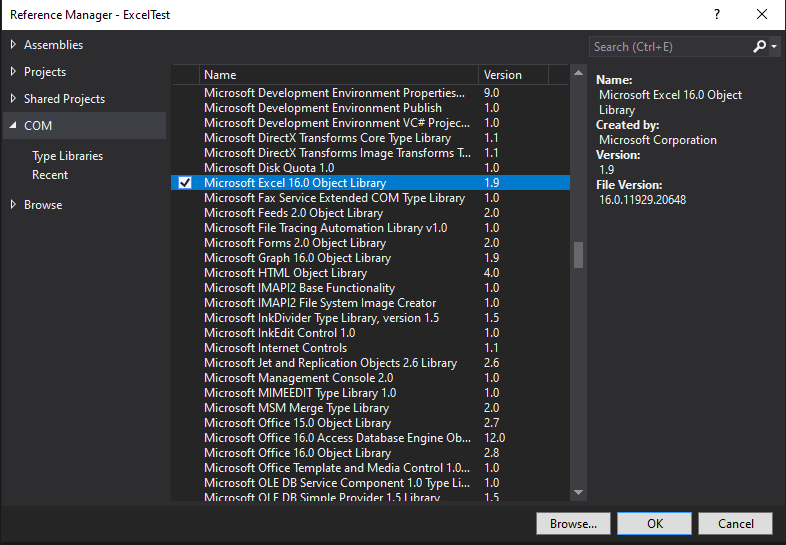 Reference Manager - ExcelTest
Assemblies
Projects
Shared Projects
COM
Type Libraries
Recent
Browse
Name Version
Microsoft Development Environment Properties... 9.0
Microsoft Development Environment Publish 1.0
Microsoft Development Environment VC# Projec... 1.0
Microsoft DirectX Transforms Core Type Library 1.1
Microsoft DirectX Transforms Image Transforms T... 1.1
Microsoft Disk Quota 1.0 1.0
Microsoft Excel 16.0 Object Library 1.9
Microsoft Fax Service Extended COM Type Library 1.0
Microsoft Feeds 2.0 Object Library 2.0
Microsoft File Tracing Automation Library v1.0 1.0
Microsoft Forms 2.0 Object Library 2.0
Microsoft Graph 16.0 Object Library 1.9
Microsoft HTML Object Library 4.0
Microsoft IMAPI2 Base Functionality 1.0
Microsoft IMAPI2 File System Image Creator 1.0
Microsoft InkDivider Type Library, version 1.5 1.5
Microsoft InkEdit Control 1.0 1.0
Microsoft Internet Controls 1.1
Microsoft Jet and Replication Objects 2.6 Library 2.6
Microsoft Management Console 2.0 1.0
Microsoft MIMEEDIT Type Library 1.0 1.0
Microsoft MSM Merge Type Library 2.0
Microsoft Office 15.0 Object Library 2.7
Microsoft Office 16.0 Access Database Engine Ob... 12.0
Microsoft Office 16.0 Object Library 2.8
Microsoft Office Template and Media Control 1.0... 1.0
Microsoft OLE DB Service Component 1.0 Type Li... 1.0
Microsoft OLE DB Simple Provider 1.5 Library 1.5
Search (Ctrl+E)
Name:
Microsoft Excel 16.0 Object
Library
Created by:
Microsoft Corporation
Version:
1.9
File Version:
16.0.11929.20648
Browse... OK Cancel